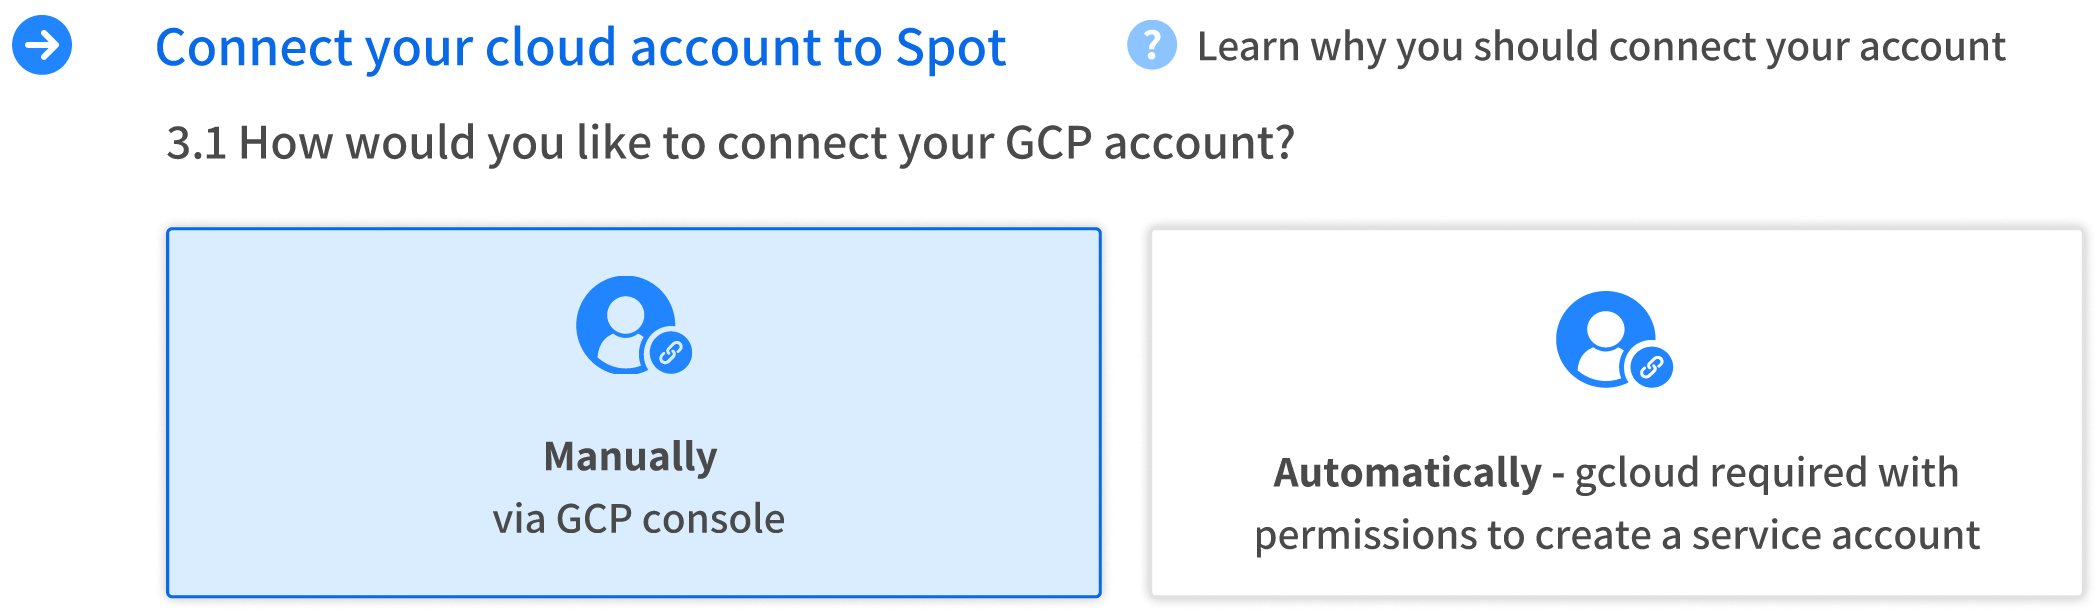 Connect your cloud account to Spot
? Learn why you should connect your account
3.1 How would you like to connect your GCP account?
Manually
via GCP console
Automatically - gcloud required with
permissions to create a service account